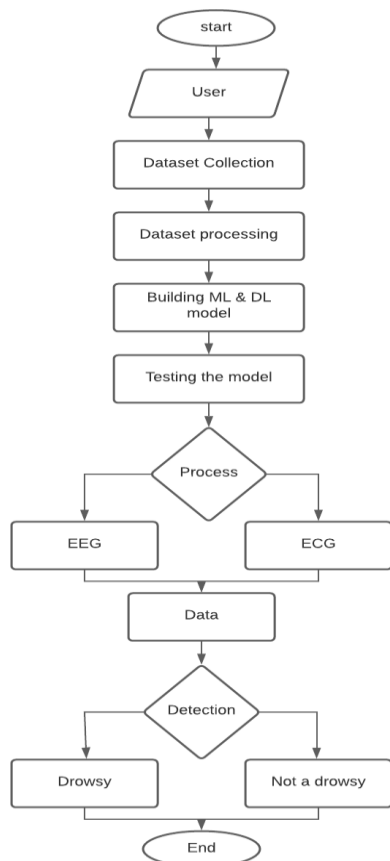 start
User
Dataset Collection
Dataset processing
Building ML & DL
model
Testing the model
Process
EEG
ECG
Data
Detection
Drowsy
Not a drowsy
End